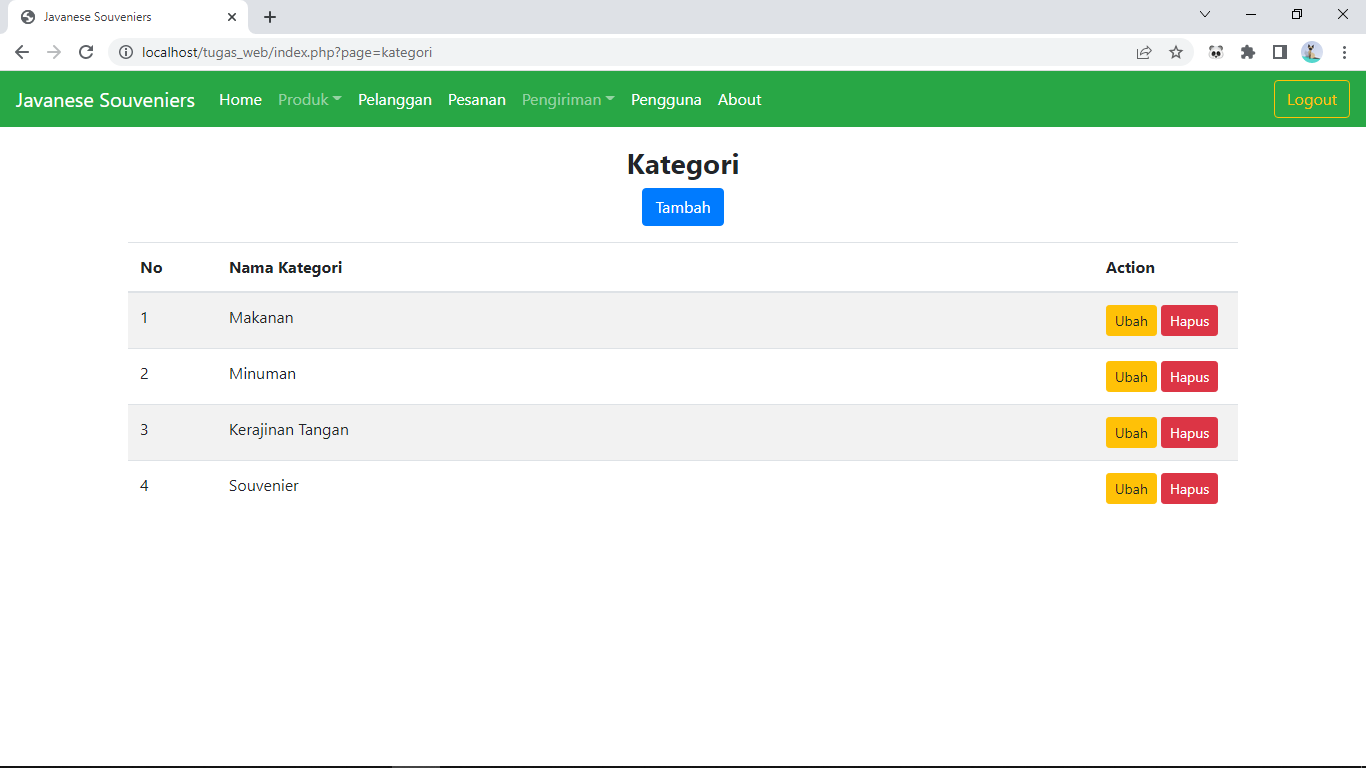 Javanese Souveniers
localhost/tugas_web/index.php?page=kategori
Javanese Souveniers Home Produk Pelanggan Pesanan Pengiriman Pengguna About Logout
Kategori
Tambah
No Nama Kategori Action
1 Makanan Ubah Hapus
2 Minuman Ubah Hapus
3 Kerajinan Tangan Ubah Hapus
4 Souvenier Ubah Hapus